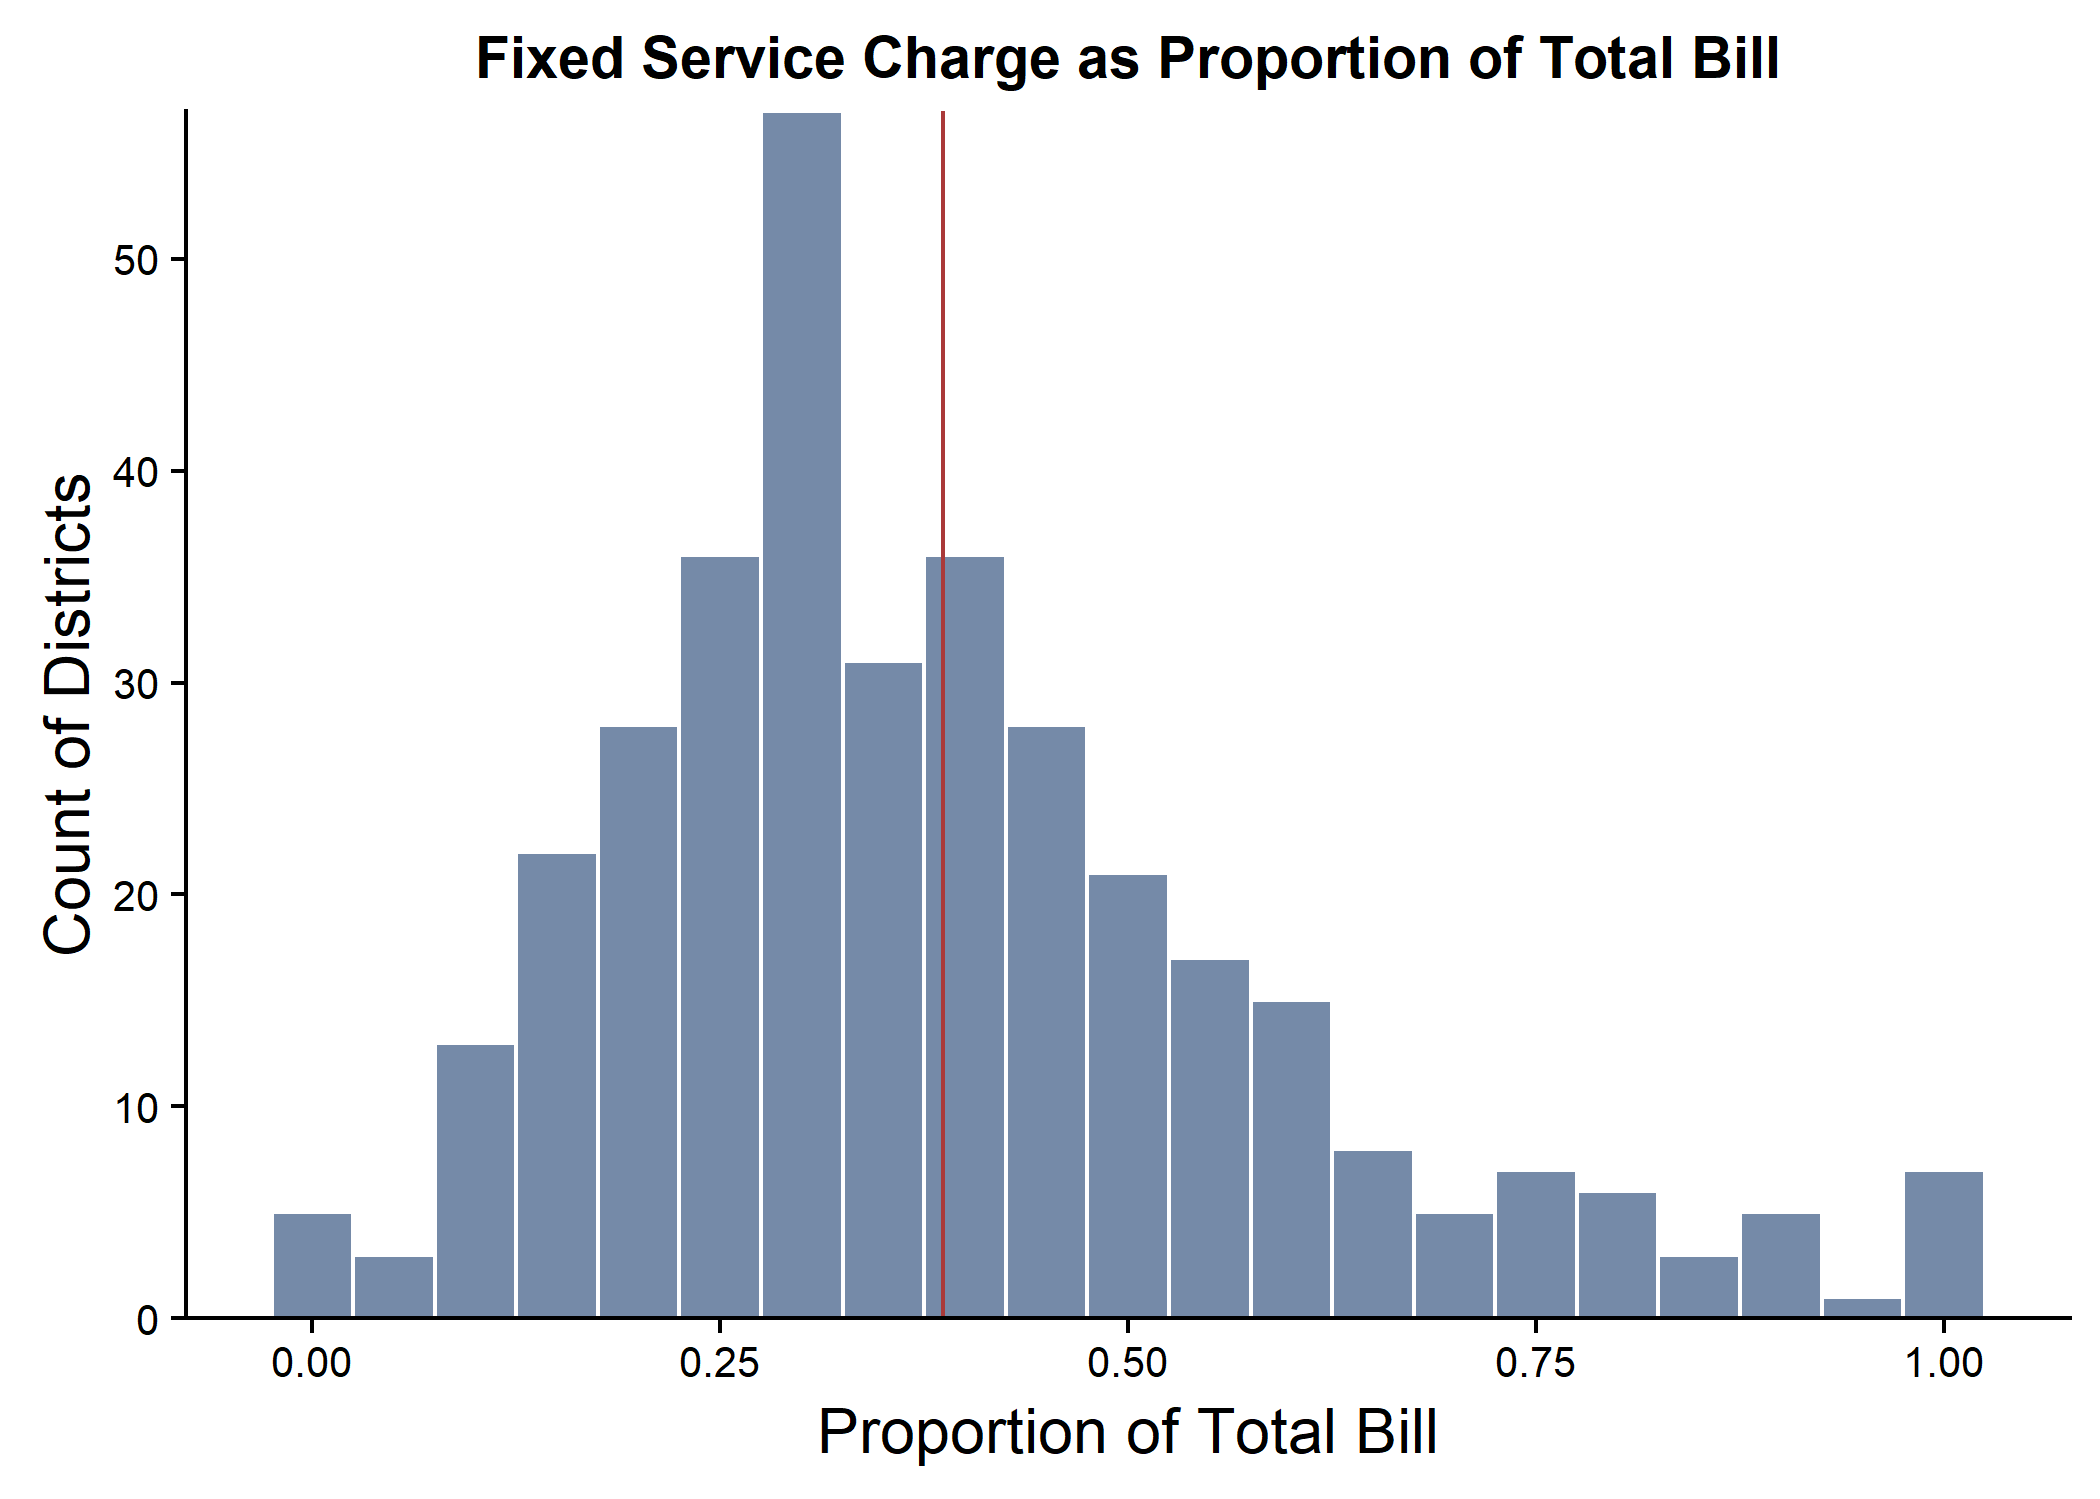 Fixed Service Charge as Proportion of Total Bill
Count of Districts
50
40
30
20
10
0
0.00 0.25 0.50 0.75 1.00
Proportion of Total Bill